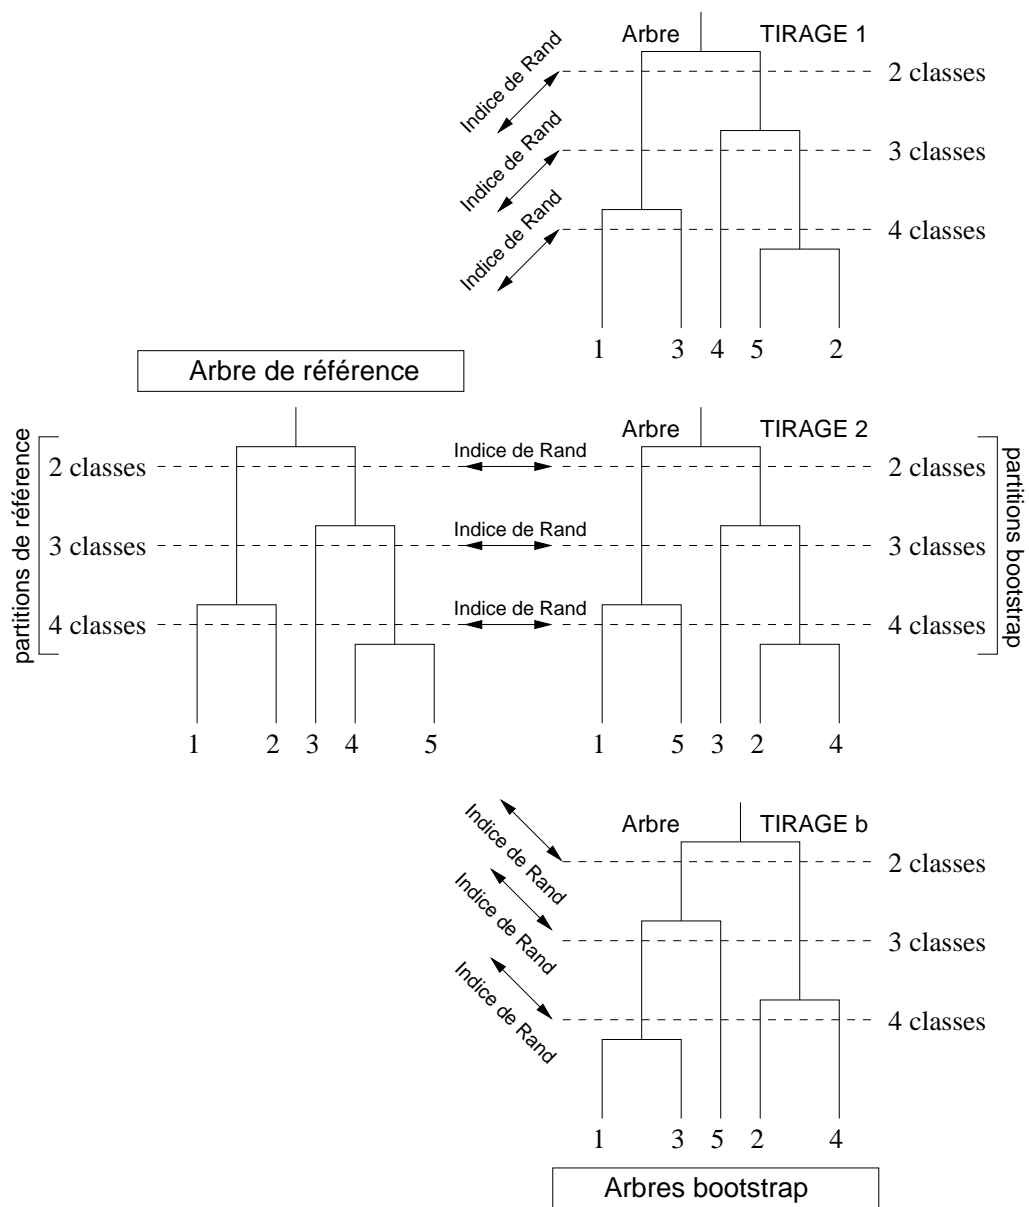 Arbre TIRAGE 1
Indice de Rand
2 classes
Indice de Rand
3 classes
Indice de Rand
4 classes
1 3 4 5 2
Arbre de référence
partitions de référence
2 classes
3 classes
4 classes
1 2 3 4 5
Indice de Rand
Indice de Rand
Indice de Rand
Arbre TIRAGE 2
2 classes
3 classes
4 classes
partitions bootstrap
1 5 3 2 4
Arbre TIRAGE b
Indice de Rand
2 classes
Indice de Rand
3 classes
Indice de Rand
4 classes
1 3 5 2 4
Arbres bootstrap